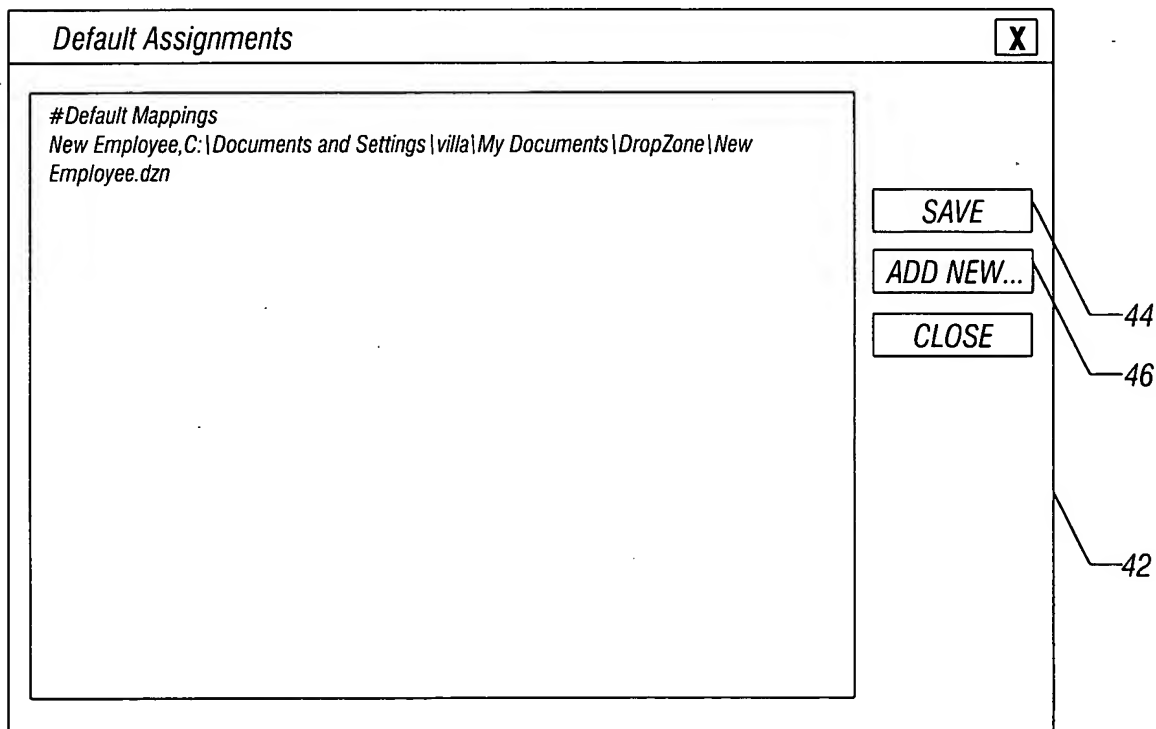 Default Assignments
X
#Default Mappings
New Employee,C:\Documents and Settings\villa\My Documents\DropZone\New
Employee.dzn
SAVE
ADD NEW...
CLOSE
44
46
42